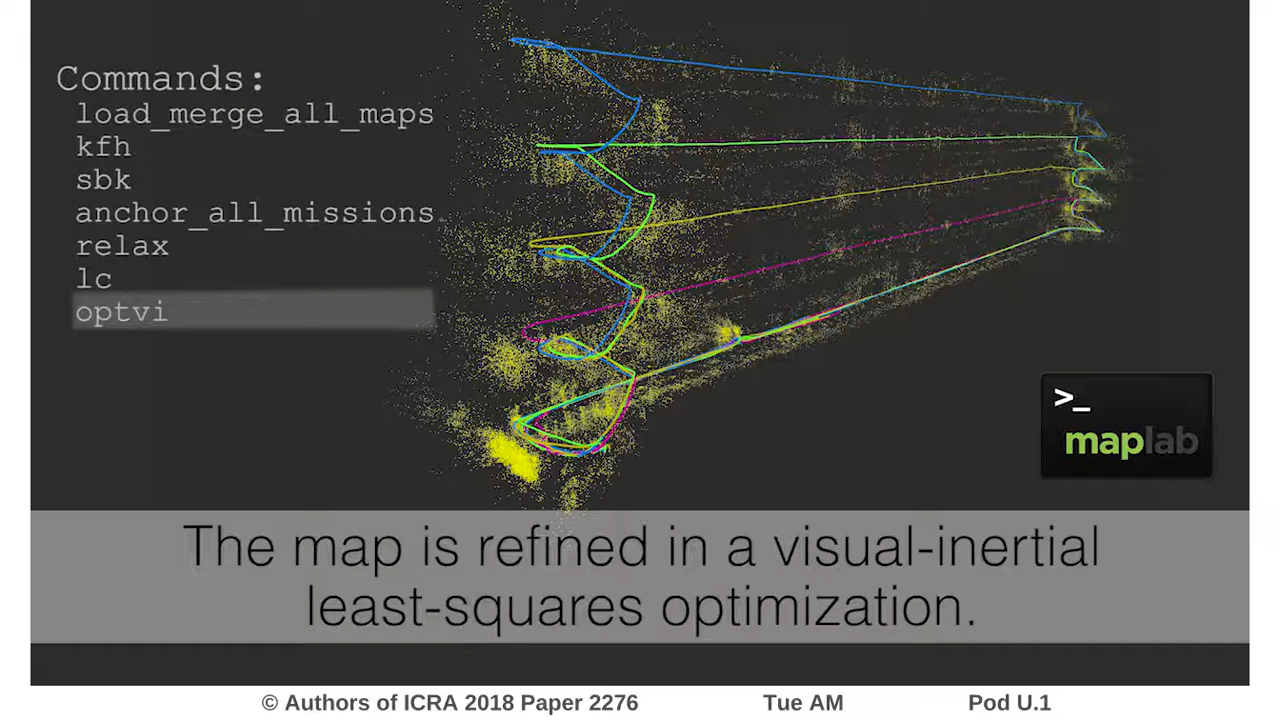 Commands:
load_merge_all_maps
kfh
sbk
anchor_all_missions
relax
lc
optvi
>_
maplab
The map is refined in a visual-inertial
least-squares optimization.
© Authors of ICRA 2018 Paper 2276 Tue AM Pod U.1